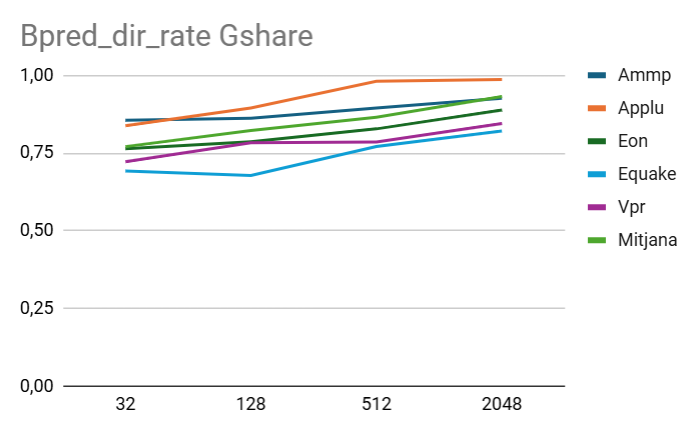 Bpred_dir_rate Gshare
1,00
0,75
0,50
0,25
0,00
32 128 512 2048
Ammp
Applu
Eon
Equake
Vpr
Mitjana